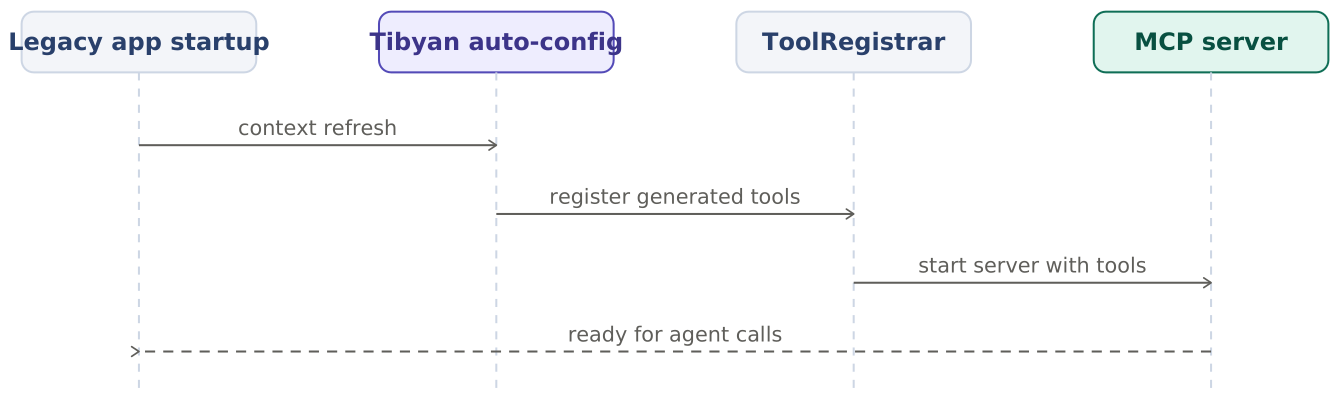 Legacy app startup
Tibyan auto-config
ToolRegistrar
MCP server
context refresh
register generated tools
start server with tools
ready for agent calls